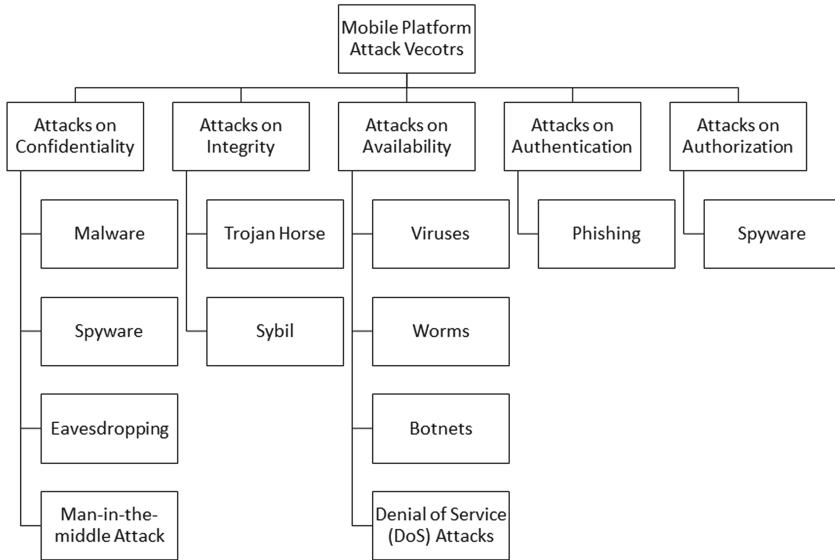 Mobile Platform
Attack Vecotrs
Attacks on
Confidentiality
Attacks on
Integrity
Attacks on
Availability
Attacks on
Authentication
Attacks on
Authorization
Malware
Trojan Horse
Viruses
Phishing
Spyware
Spyware
Sybil
Worms
Eavesdropping
Botnets
Man-in-the-
middle Attack
Denial of Service
(DoS) Attacks